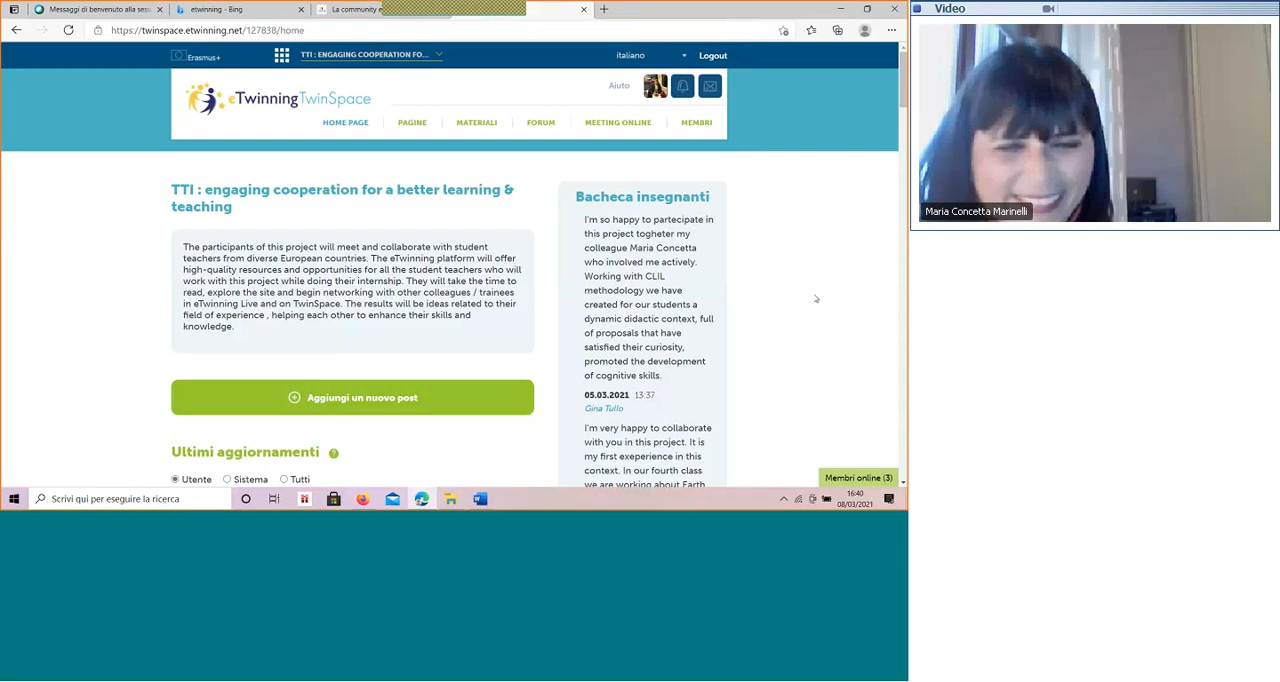 Messaggi di benvenuto alla sess
etwinning - Bing
La community e
https://twinspace.etwinning.net/127838/home
Erasmus+
TTI : ENGAGING COOPERATION FO...
italiano
Logout
eTwinningTwinSpace
Aiuto
HOME PAGE
PAGINE
MATERIALI
FORUM
MEETING ONLINE
MEMBRI
TTI : engaging cooperation for a better learning &
teaching
The participants of this project will meet and collaborate with student
teachers from diverse European countries. The eTwinning platform will offer
high-quality resources and opportunities for all the student teachers who will
work with this project while doing their internship. They will take the time to
read, explore the site and begin networking with other colleagues / trainees
in eTwinning Live and on TwinSpace. The results will be ideas related to their
field of experience , helping each other to enhance their skills and
knowledge.
Aggiungi un nuovo post
Ultimi aggiornamenti ?
Utente Sistema Tutti
Bacheca insegnanti
I'm so happy to partecipate in
this project togheter my
colleague Maria Concetta
who involved me actively.
Working with CLIL
methodology we have
created for our students a
dynamic didactic context, full
of proposals that have
satisfied their curiosity,
promoted the development
of cognitive skills.
05.03.2021 13:37
Gina Tullo
I'm very happy to collaborate
with you in this project. It is
my first exeperience in this
context. In our fourth class
we are working about Earth
Membri online (3)
Scrivi qui per eseguire la ricerca
16:40
08/03/2021
Video
Maria Concetta Marinelli